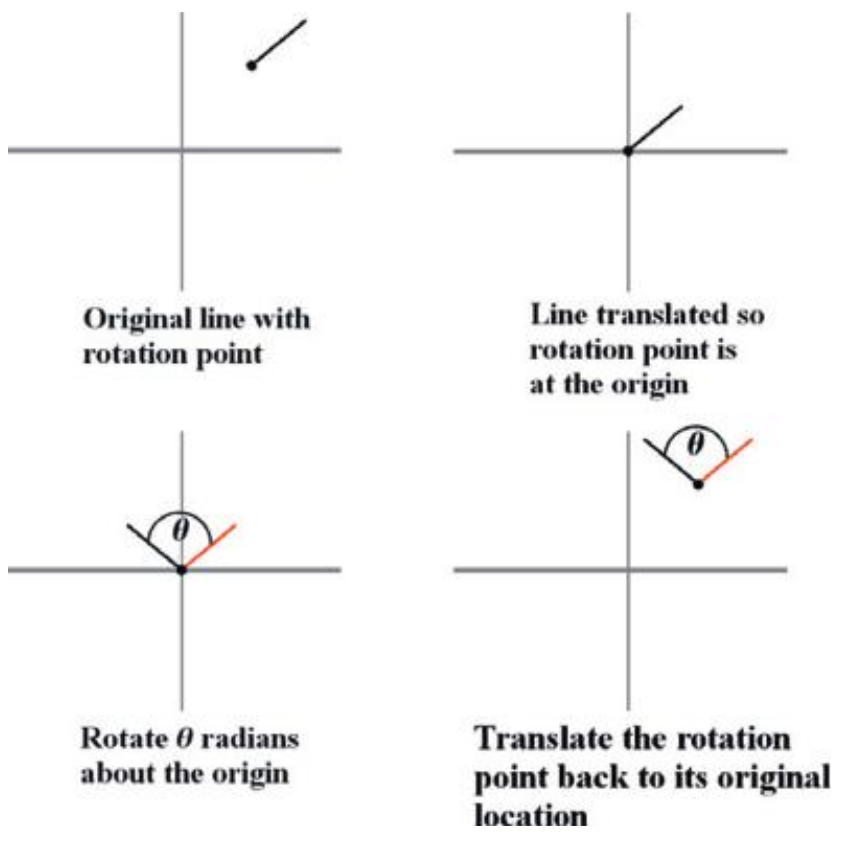 Original line with
rotation point
Line translated so
rotation point is
at the origin
θ
Rotate θ radians
about the origin
θ
Translate the rotation
point back to its original
location